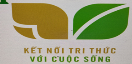 KẾT NỐI TRI THỨC
VỚI CUỘC SỐNG